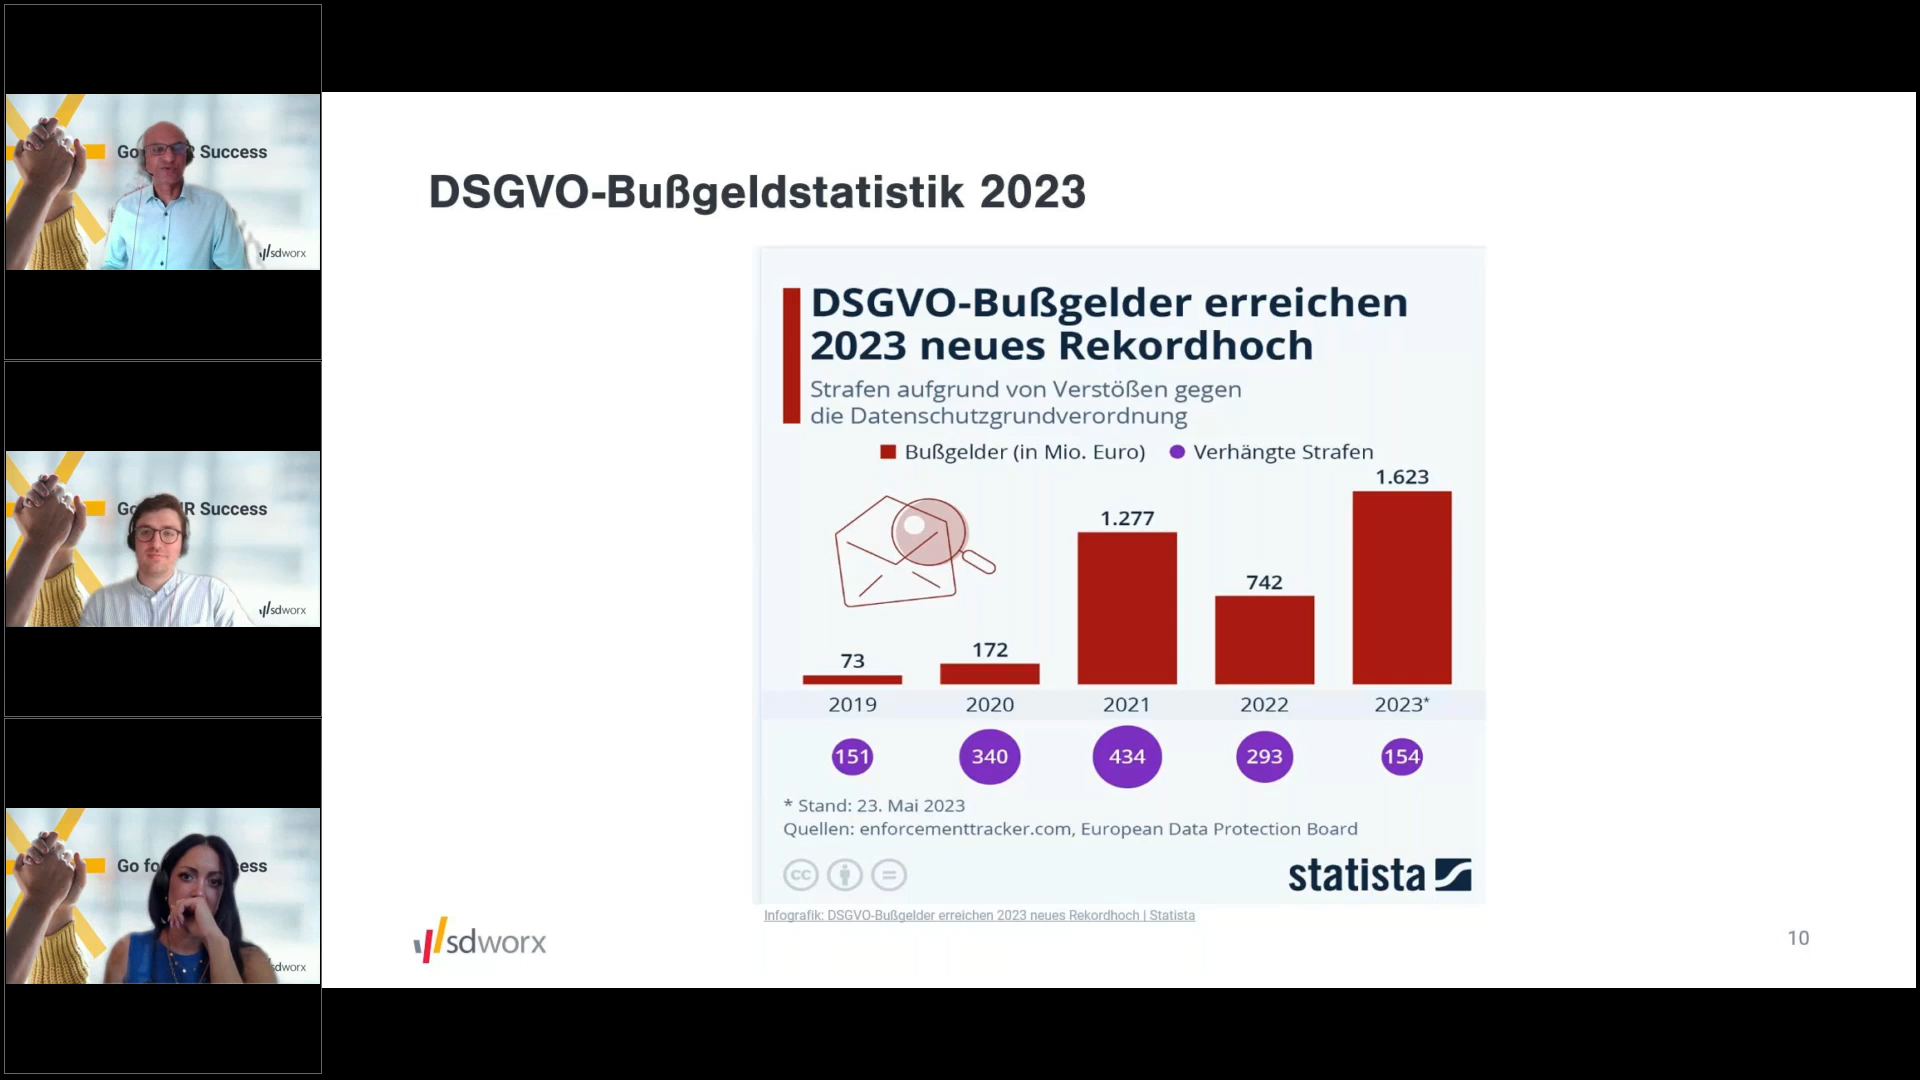 Go
R Success
sdworx
Go
R Success
sdworx
Go fo
ess
sdworx
DSGVO-Bußgeldstatistik 2023
DSGVO-Bußgelder erreichen
2023 neues Rekordhoch
Strafen aufgrund von Verstößen gegen
die Datenschutzgrundverordnung
Bußgelder (in Mio. Euro) Verhängte Strafen
73 172 1.277 742 1.623
2019 2020 2021 2022 2023*
151 340 434 293 154
* Stand: 23. Mai 2023
Quellen: enforcementtracker.com, European Data Protection Board
cc
statista
Infografik: DSGVO-Bußgelder erreichen 2023 neues Rekordhoch | Statista
sdworx
10